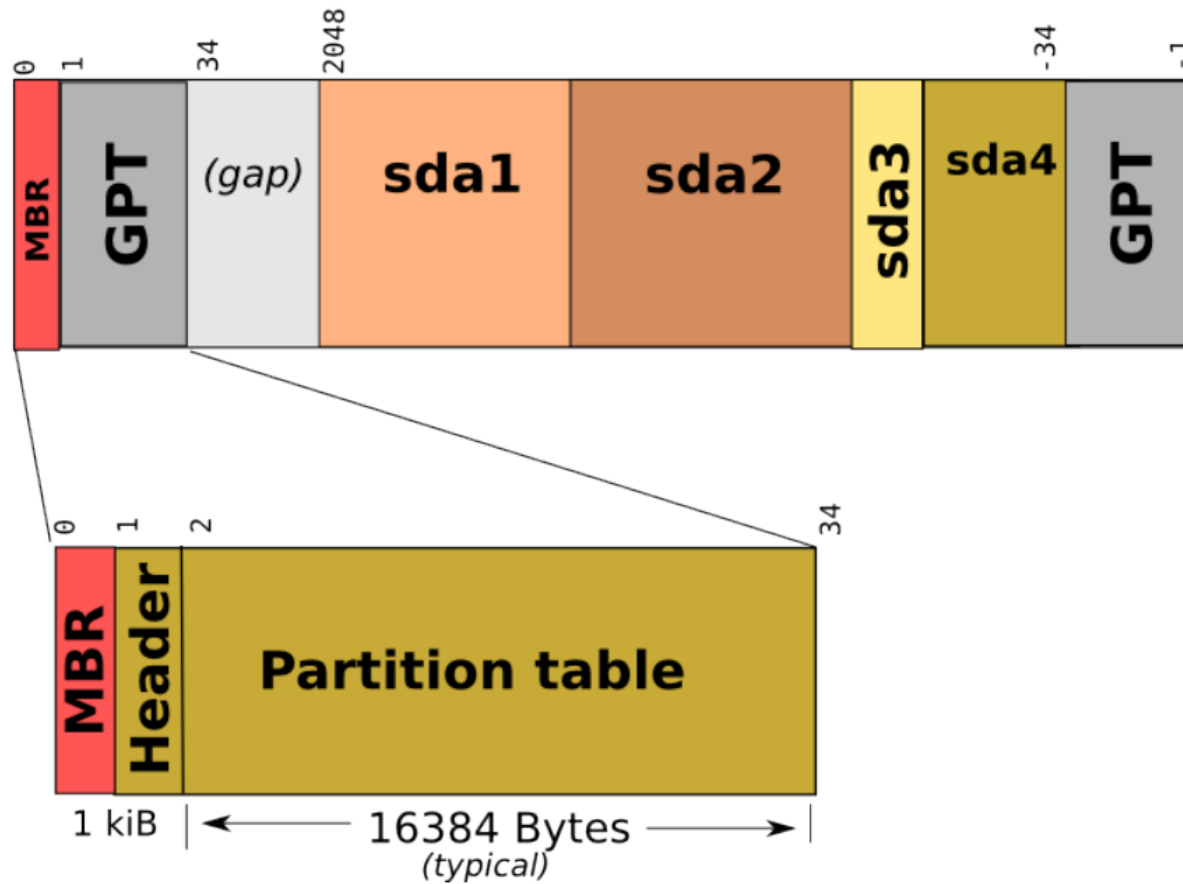 0 1 34 2048 -34 -1
MBR GPT (gap) sda1 sda2 sda3 sda4 GPT
0 1 2 34
MBR Header Partition table
1 kiB 16384 Bytes
(typical)